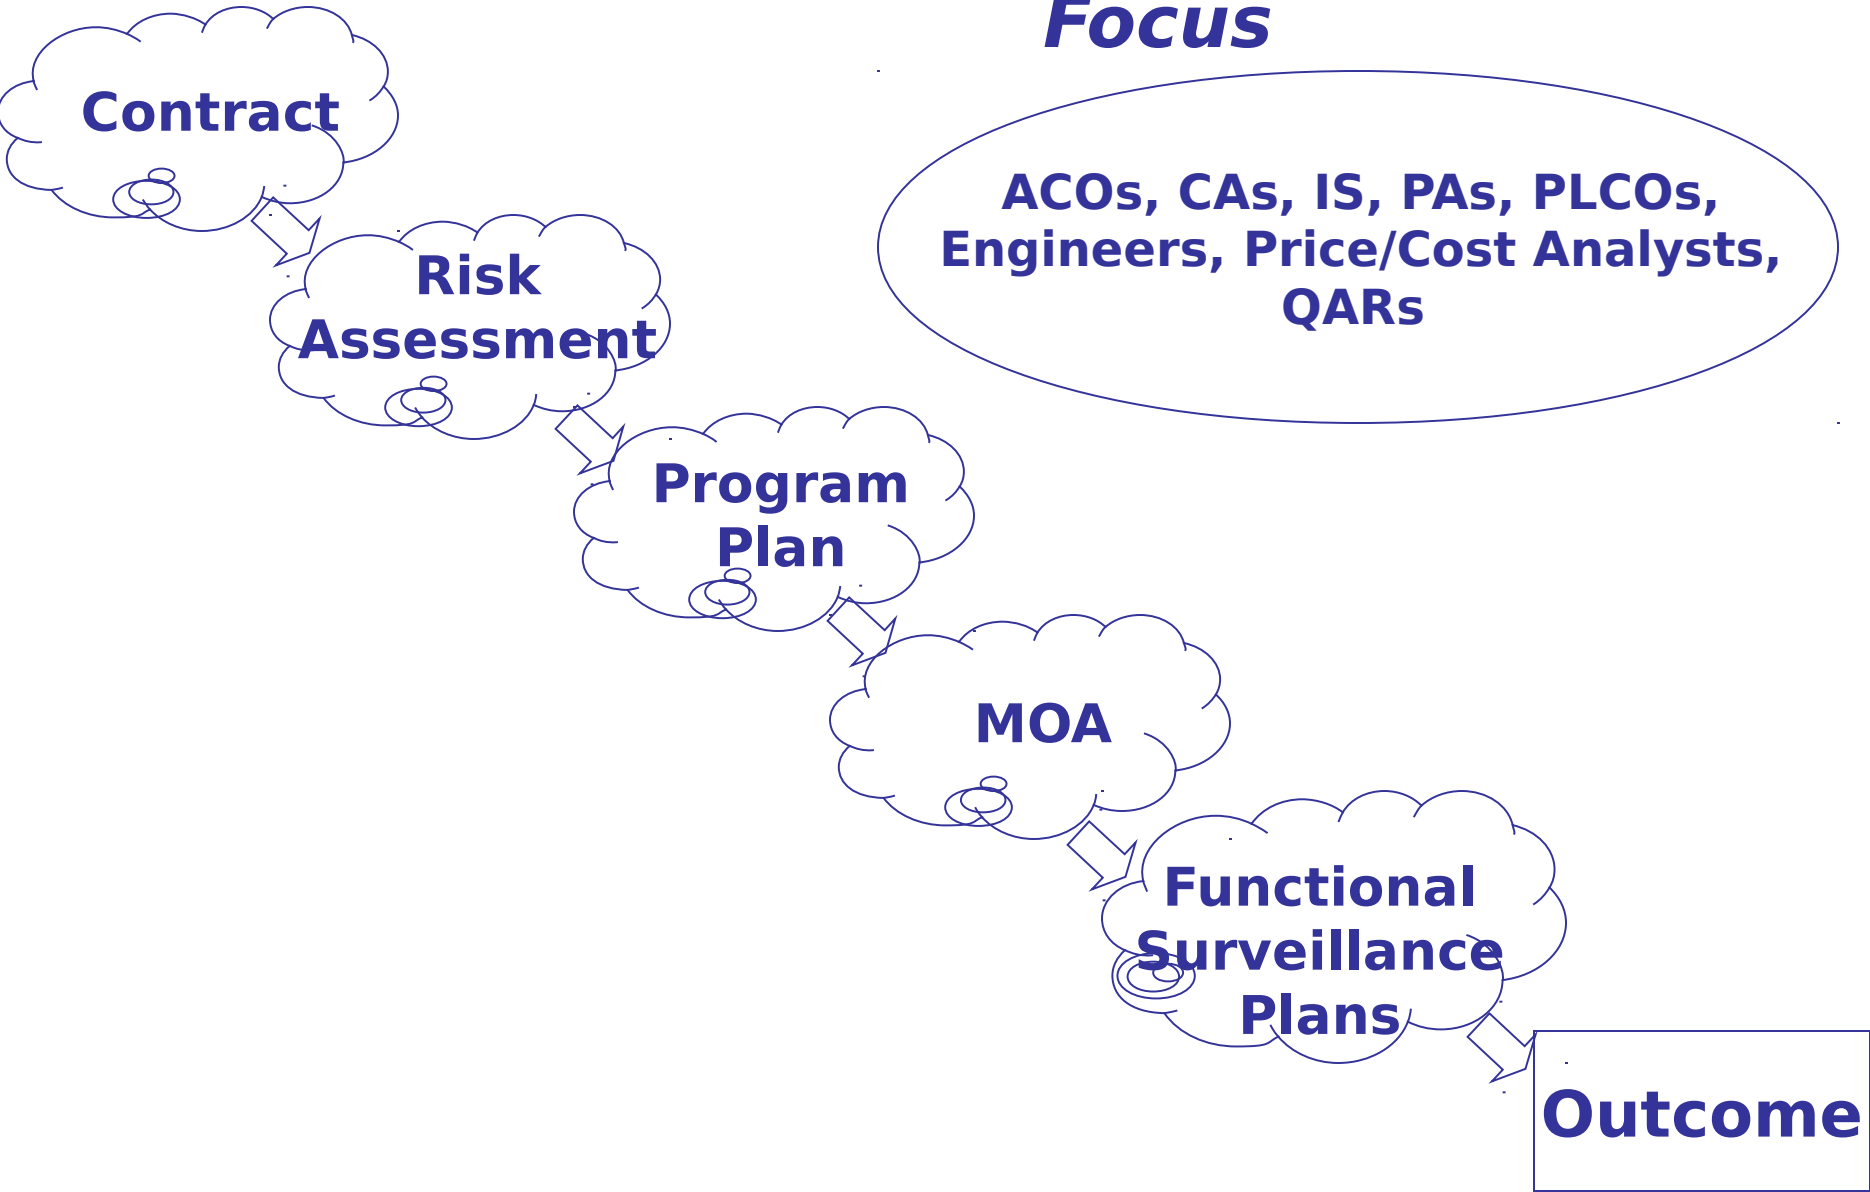 Focus
Contract
ACOs, CAs, IS, PAs, PLCOs,
Engineers, Price/Cost Analysts,
QARs
Risk
Assessment
Program
Plan
MOA
Functional
Surveillance
Plans
Outcome